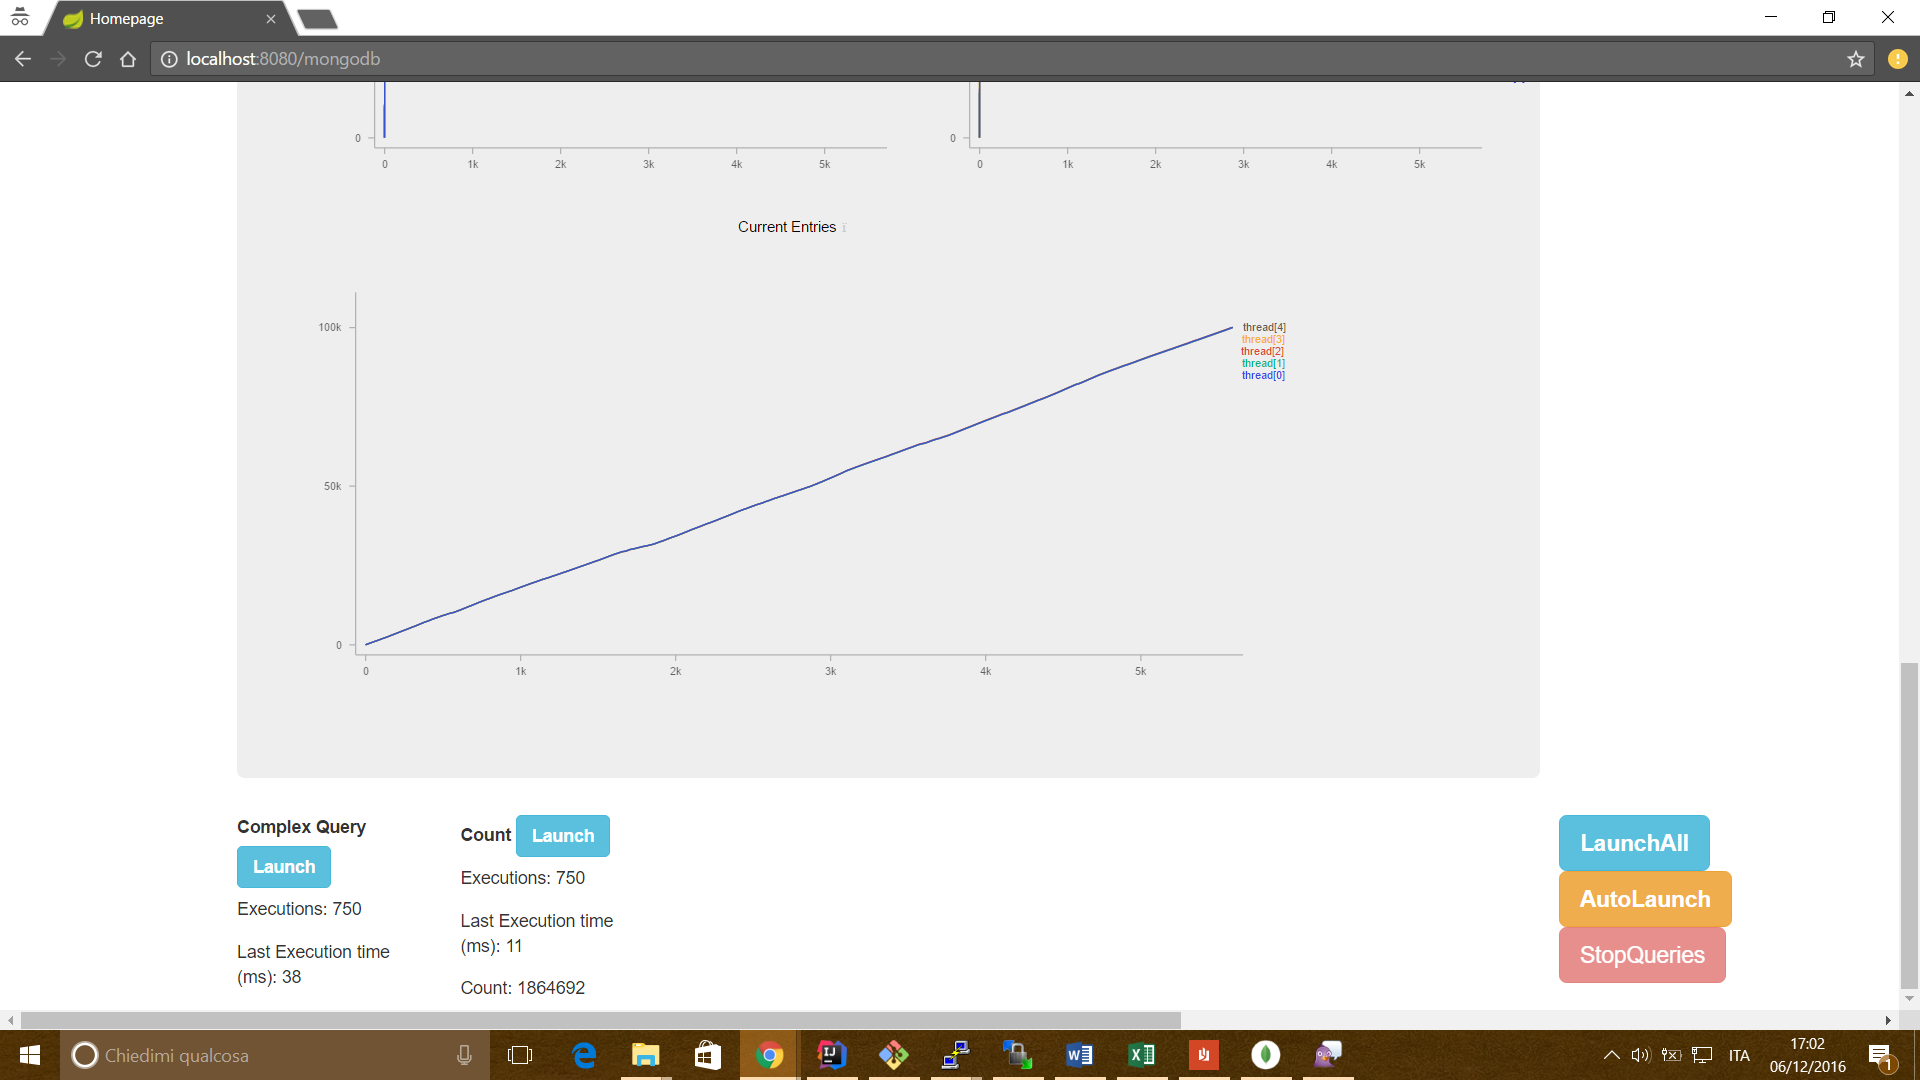 Homepage
localhost:8080/mongodb
0
0 1k 2k 3k 4k 5k
0
0 1k 2k 3k 4k 5k
Current Entries
100k
50k
0
0 1k 2k 3k 4k 5k
thread[4]
thread[3]
thread[2]
thread[1]
thread[0]
Complex Query
Launch
Executions: 750
Last Execution time
(ms): 38
Count Launch
Executions: 750
Last Execution time
(ms): 11
Count: 1864692
LaunchAll
AutoLaunch
StopQueries
Chiedimi qualcosa
ITA
17:02
06/12/2016
1